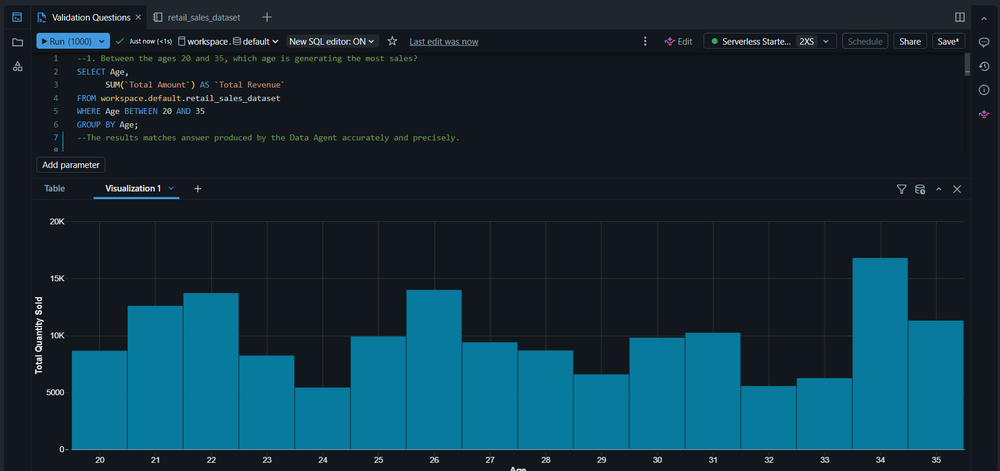 Validation Questions
retail_sales_dataset
Run (1000)
Just now (<1s)
workspace.
default
New SQL editor: ON
Last edit was now
Edit
Serverless Starte...
2XS
Schedule
Share
Save*
1 --1. Between the ages 20 and 35, which age is generating the most sales?
2 SELECT Age,
3 SUM(`Total Amount`) AS `Total Revenue`
4 FROM workspace.default.retail_sales_dataset
5 WHERE Age BETWEEN 20 AND 35
6 GROUP BY Age;
7 --The results matches answer produced by the Data Agent accurately and precisely.
8
Add parameter
Table
Visualization 1
20K
15K
10K
5000
0
Total Quantity Sold
20 21 22 23 24 25 26 27 28 29 30 31 32 33 34 35
Age